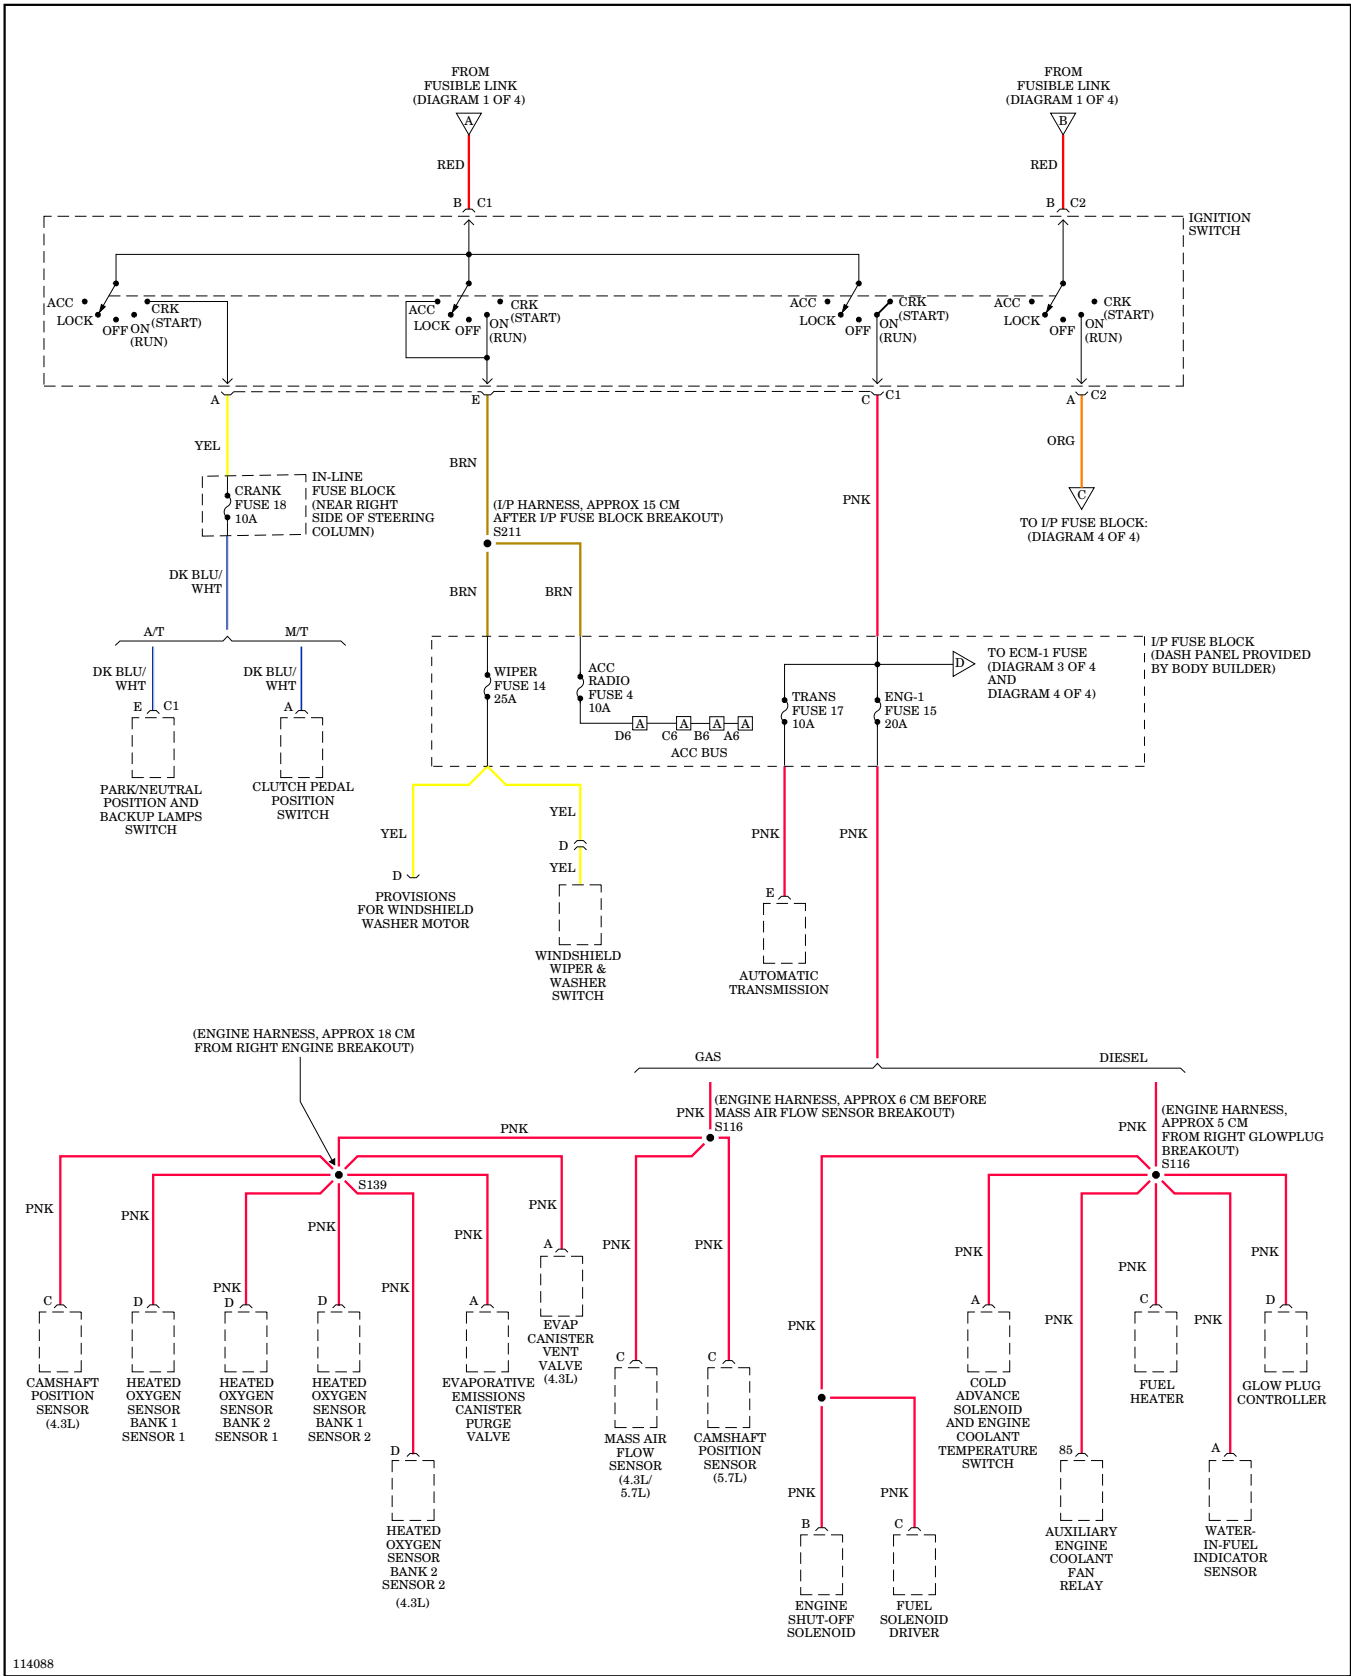 FROM
FUSIBLE LINK
(DIAGRAM 1 OF 4)
A
RED
B C1
FROM
FUSIBLE LINK
(DIAGRAM 1 OF 4)
B
RED
B C2
IGNITION
SWITCH
ACC
LOCK
OFF
ON
(RUN)
CRK
(START)
ACC
LOCK
OFF
ON
(RUN)
CRK
(START)
ACC
LOCK
OFF
ON
(RUN)
CRK
(START)
ACC
LOCK
OFF
ON
(RUN)
CRK
(START)
A
E
C C1
A C2
YEL
BRN
PNK
ORG
C
TO I/P FUSE BLOCK:
(DIAGRAM 4 OF 4)
CRANK
FUSE 18
10A
IN-LINE
FUSE BLOCK
(NEAR RIGHT
SIDE OF STEERING
COLUMN)
(I/P HARNESS, APPROX 15 CM
AFTER I/P FUSE BLOCK BREAKOUT)
S211
DK BLU/
WHT
BRN
BRN
A/T
M/T
DK BLU/
WHT
E C1
PARK/NEUTRAL
POSITION AND
BACKUP LAMPS
SWITCH
DK BLU/
WHT
A
CLUTCH PEDAL
POSITION
SWITCH
WIPER
FUSE 14
25A
ACC
RADIO
FUSE 4
10A
A
A
A
A
D6
C6
B6
A6
ACC BUS
TRANS
FUSE 17
10A
ENG-1
FUSE 15
20A
D
TO ECM-1 FUSE
(DIAGRAM 3 OF 4
AND
DIAGRAM 4 OF 4)
I/P FUSE BLOCK
(DASH PANEL PROVIDED
BY BODY BUILDER)
YEL
D
PROVISIONS
FOR WINDSHIELD
WASHER MOTOR
YEL
D
YEL
WINDSHIELD
WIPER &
WASHER
SWITCH
PNK
E
AUTOMATIC
TRANSMISSION
PNK
(ENGINE HARNESS, APPROX 18 CM
FROM RIGHT ENGINE BREAKOUT)
GAS
DIESEL
PNK
(ENGINE HARNESS, APPROX 6 CM BEFORE
MASS AIR FLOW SENSOR BREAKOUT)
S116
PNK
(ENGINE HARNESS,
APPROX 5 CM
FROM RIGHT GLOWPLUG
BREAKOUT)
S116
PNK
S139
PNK
C
CAMSHAFT
POSITION
SENSOR
(4.3L)
PNK
D
HEATED
OXYGEN
SENSOR
BANK 1
SENSOR 1
PNK
D
HEATED
OXYGEN
SENSOR
BANK 2
SENSOR 1
PNK
D
HEATED
OXYGEN
SENSOR
BANK 1
SENSOR 2
PNK
D
HEATED
OXYGEN
SENSOR
BANK 2
SENSOR 2
(4.3L)
PNK
A
EVAPORATIVE
EMISSIONS
CANISTER
PURGE
VALVE
PNK
A
EVAP
CANISTER
VENT
VALVE
(4.3L)
PNK
C
MASS AIR
FLOW
SENSOR
(4.3L/
5.7L)
PNK
C
CAMSHAFT
POSITION
SENSOR
(5.7L)
PNK
PNK
B
ENGINE
SHUT-OFF
SOLENOID
PNK
C
FUEL
SOLENOID
DRIVER
PNK
A
COLD
ADVANCE
SOLENOID
AND ENGINE
COOLANT
TEMPERATURE
SWITCH
PNK
85
AUXILIARY
ENGINE
COOLANT
FAN
RELAY
PNK
C
FUEL
HEATER
PNK
A
WATER-
IN-FUEL
INDICATOR
SENSOR
PNK
D
GLOW PLUG
CONTROLLER
114088